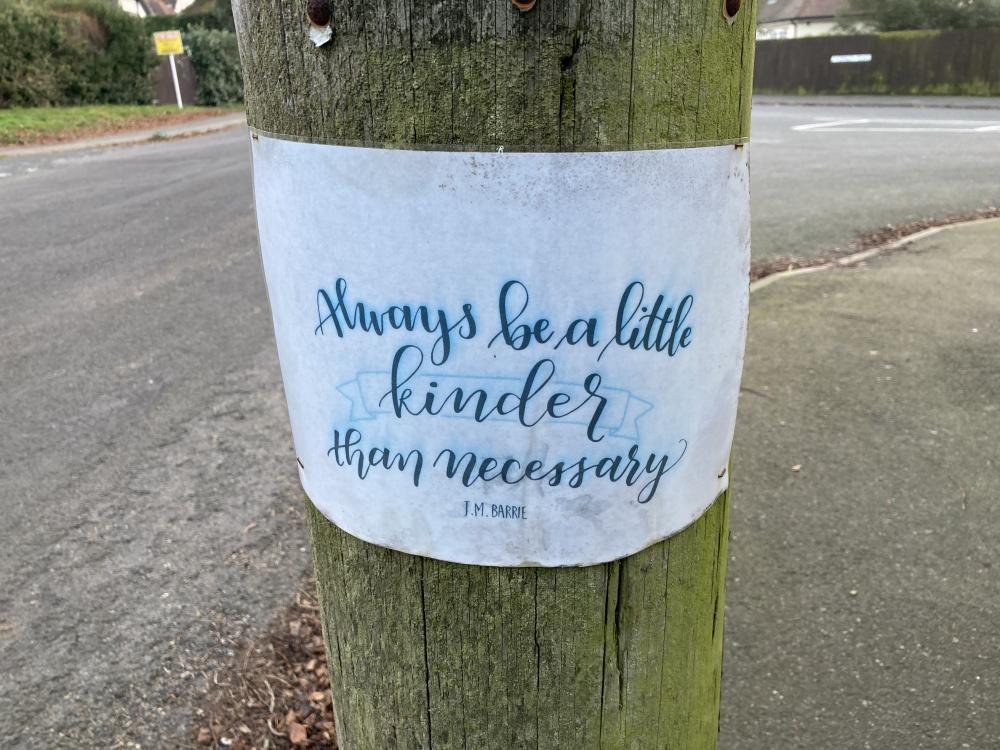 Always be a little
kinder
than necessary
J.M. BARRIE